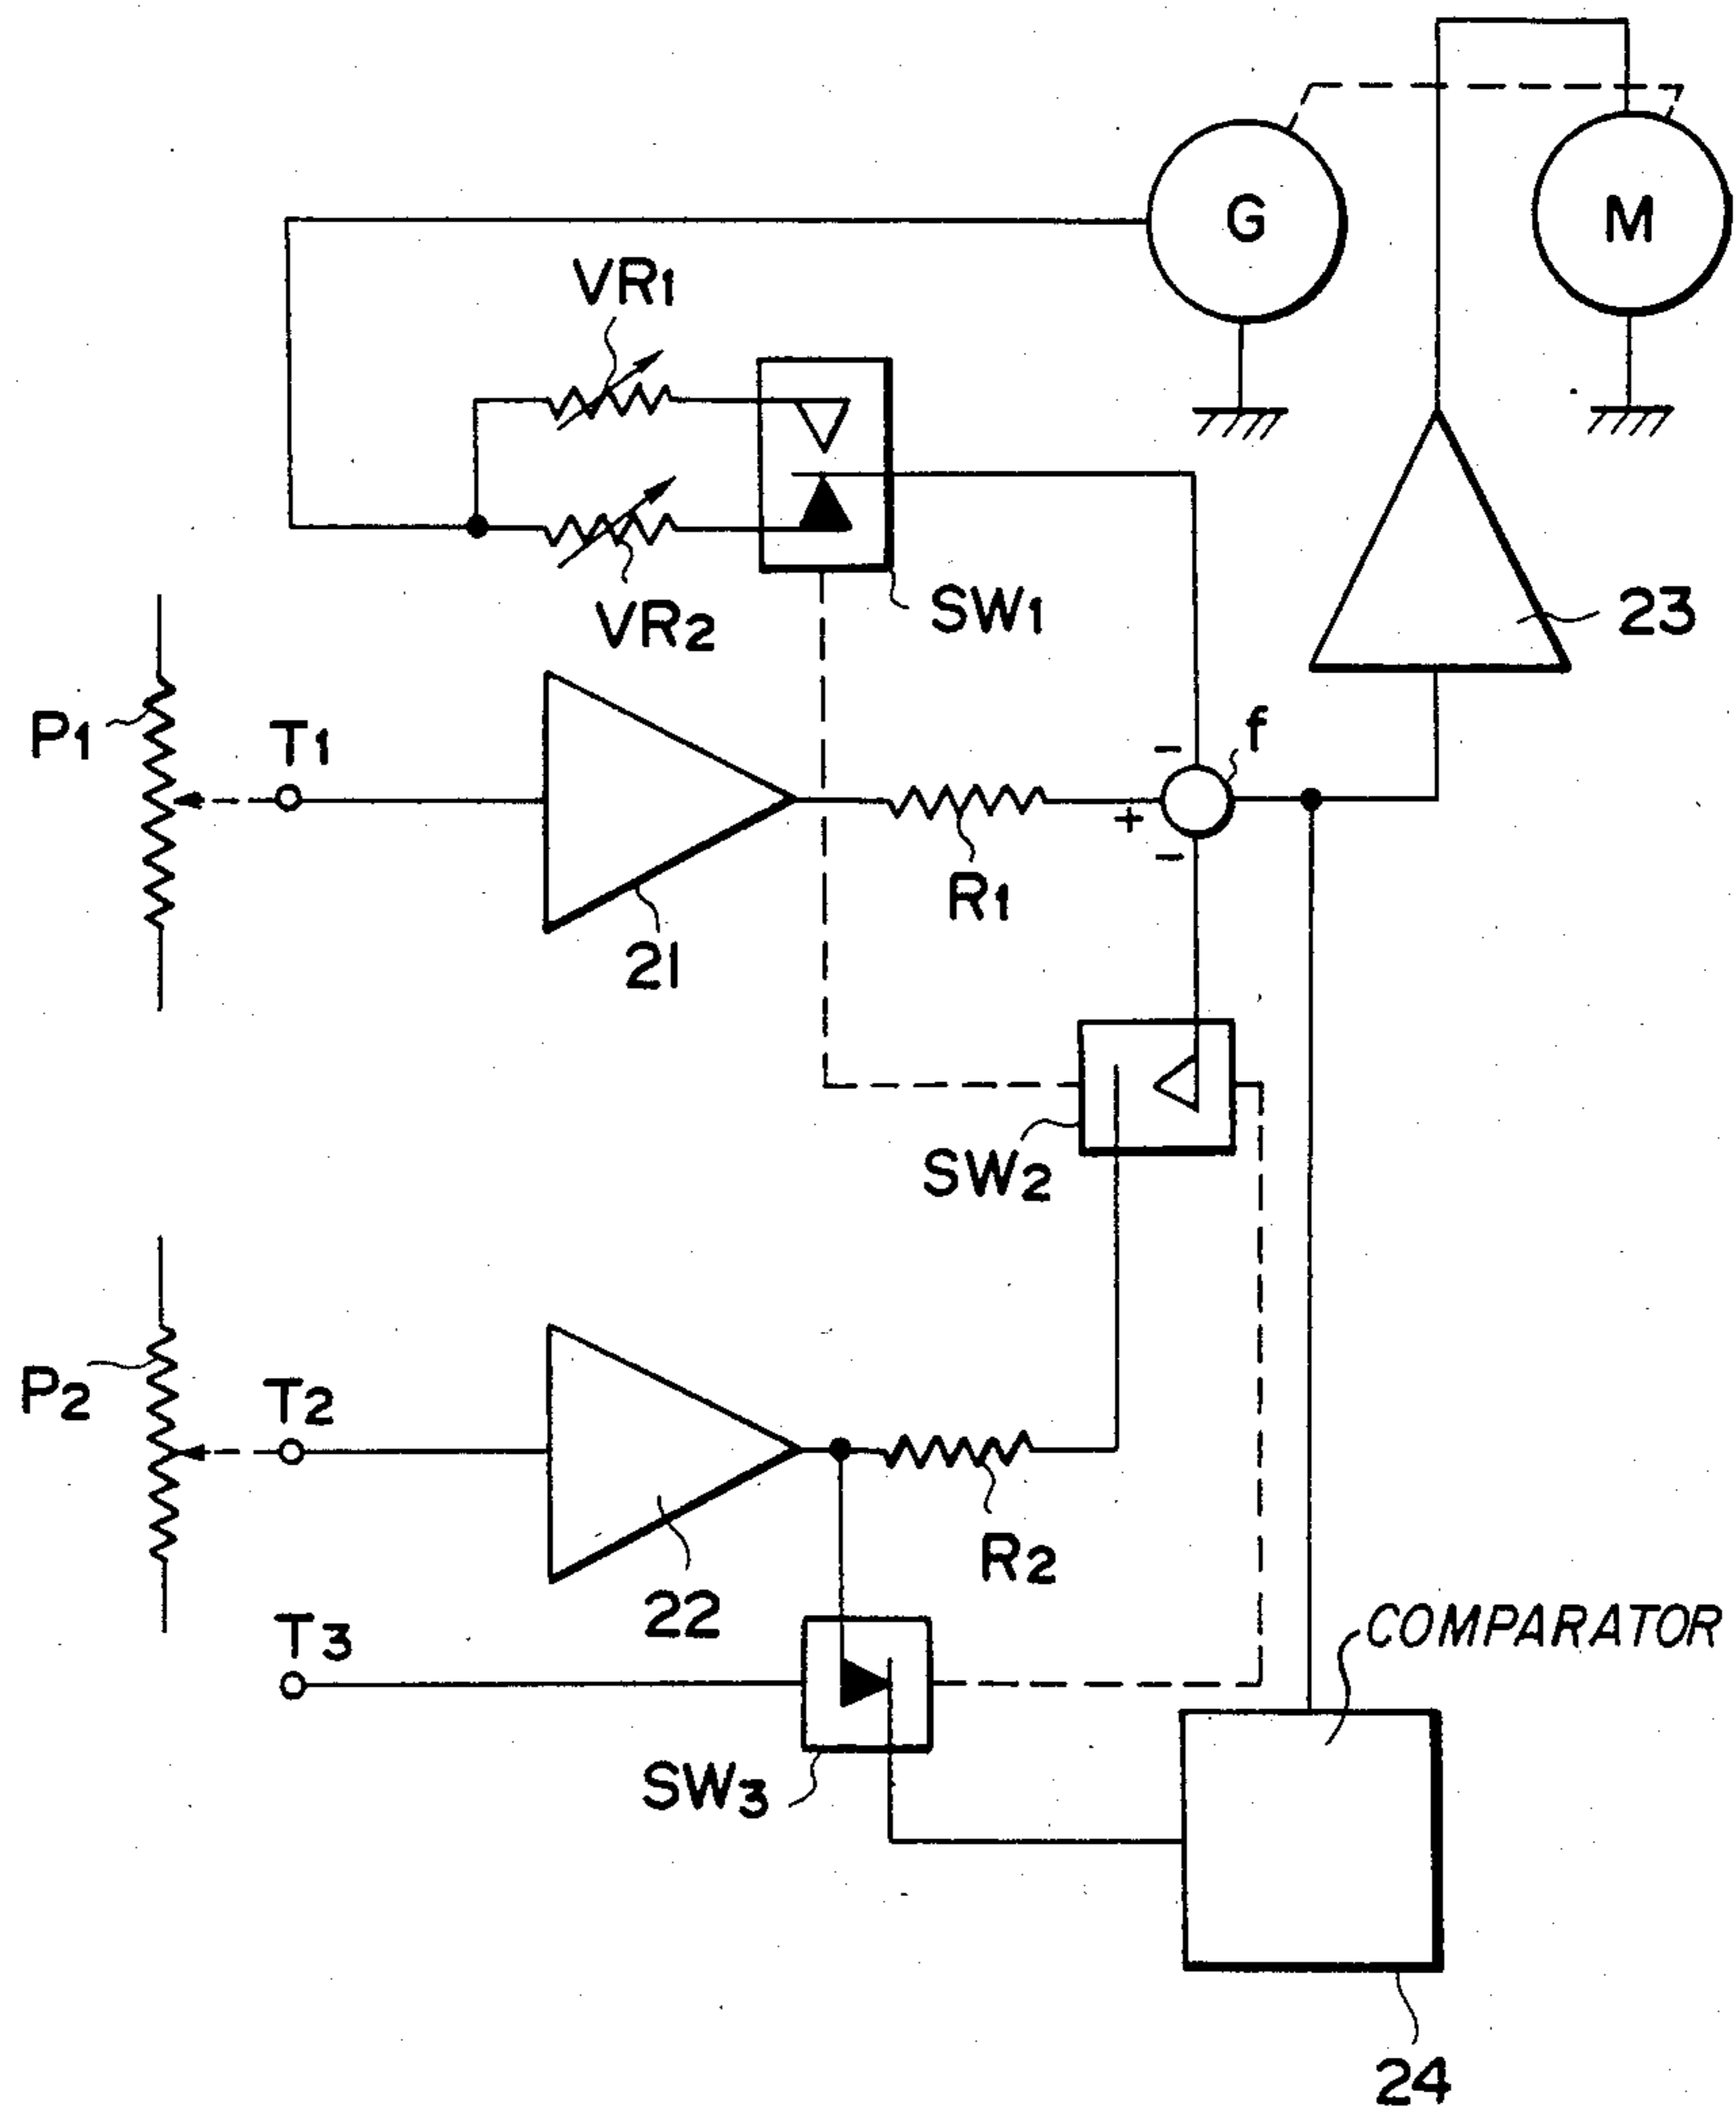 G
M
VR1
VR2
SW1
23
P1
T1
f
-
+
-
R1
21
SW2
P2
T2
R2
22
T3
COMPARATOR
SW3
24